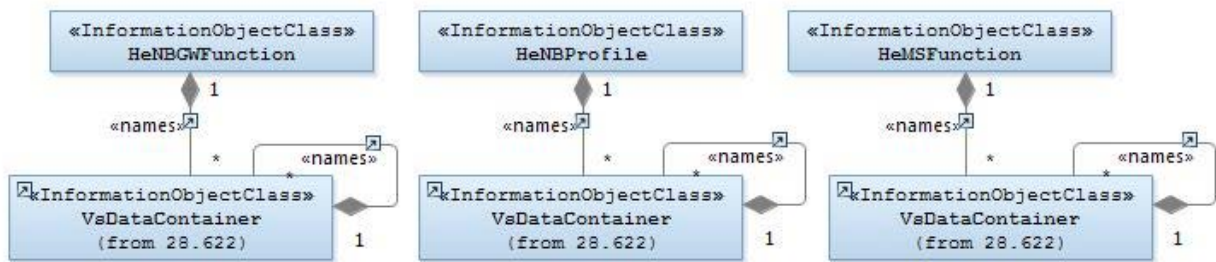 «InformationObjectClass»
HeNBGWFunction
1
«names»
*
«names»
*
«InformationObjectClass»
VsDataContainer
(from 28.622)
1
«InformationObjectClass»
HeNBProfile
1
«names»
*
«names»
*
«InformationObjectClass»
VsDataContainer
(from 28.622)
1
«InformationObjectClass»
HeMSFunction
1
«names»
*
«names»
*
«InformationObjectClass»
VsDataContainer
(from 28.622)
1